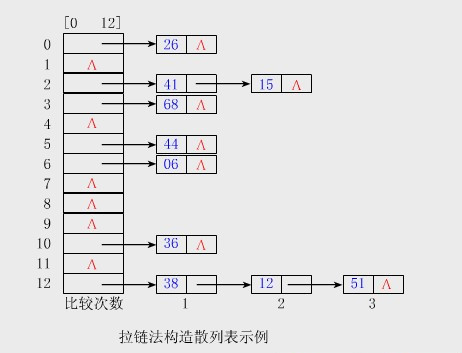 [0 12]
0 26 Λ
1 Λ
2 41 15 Λ
3 68 Λ
4 Λ
5 44 Λ
6 06 Λ
7 Λ
8 Λ
9 Λ
10 36 Λ
11 Λ
12 38 12 51 Λ
比较次数 1 2 3
拉链法构造散列表示例